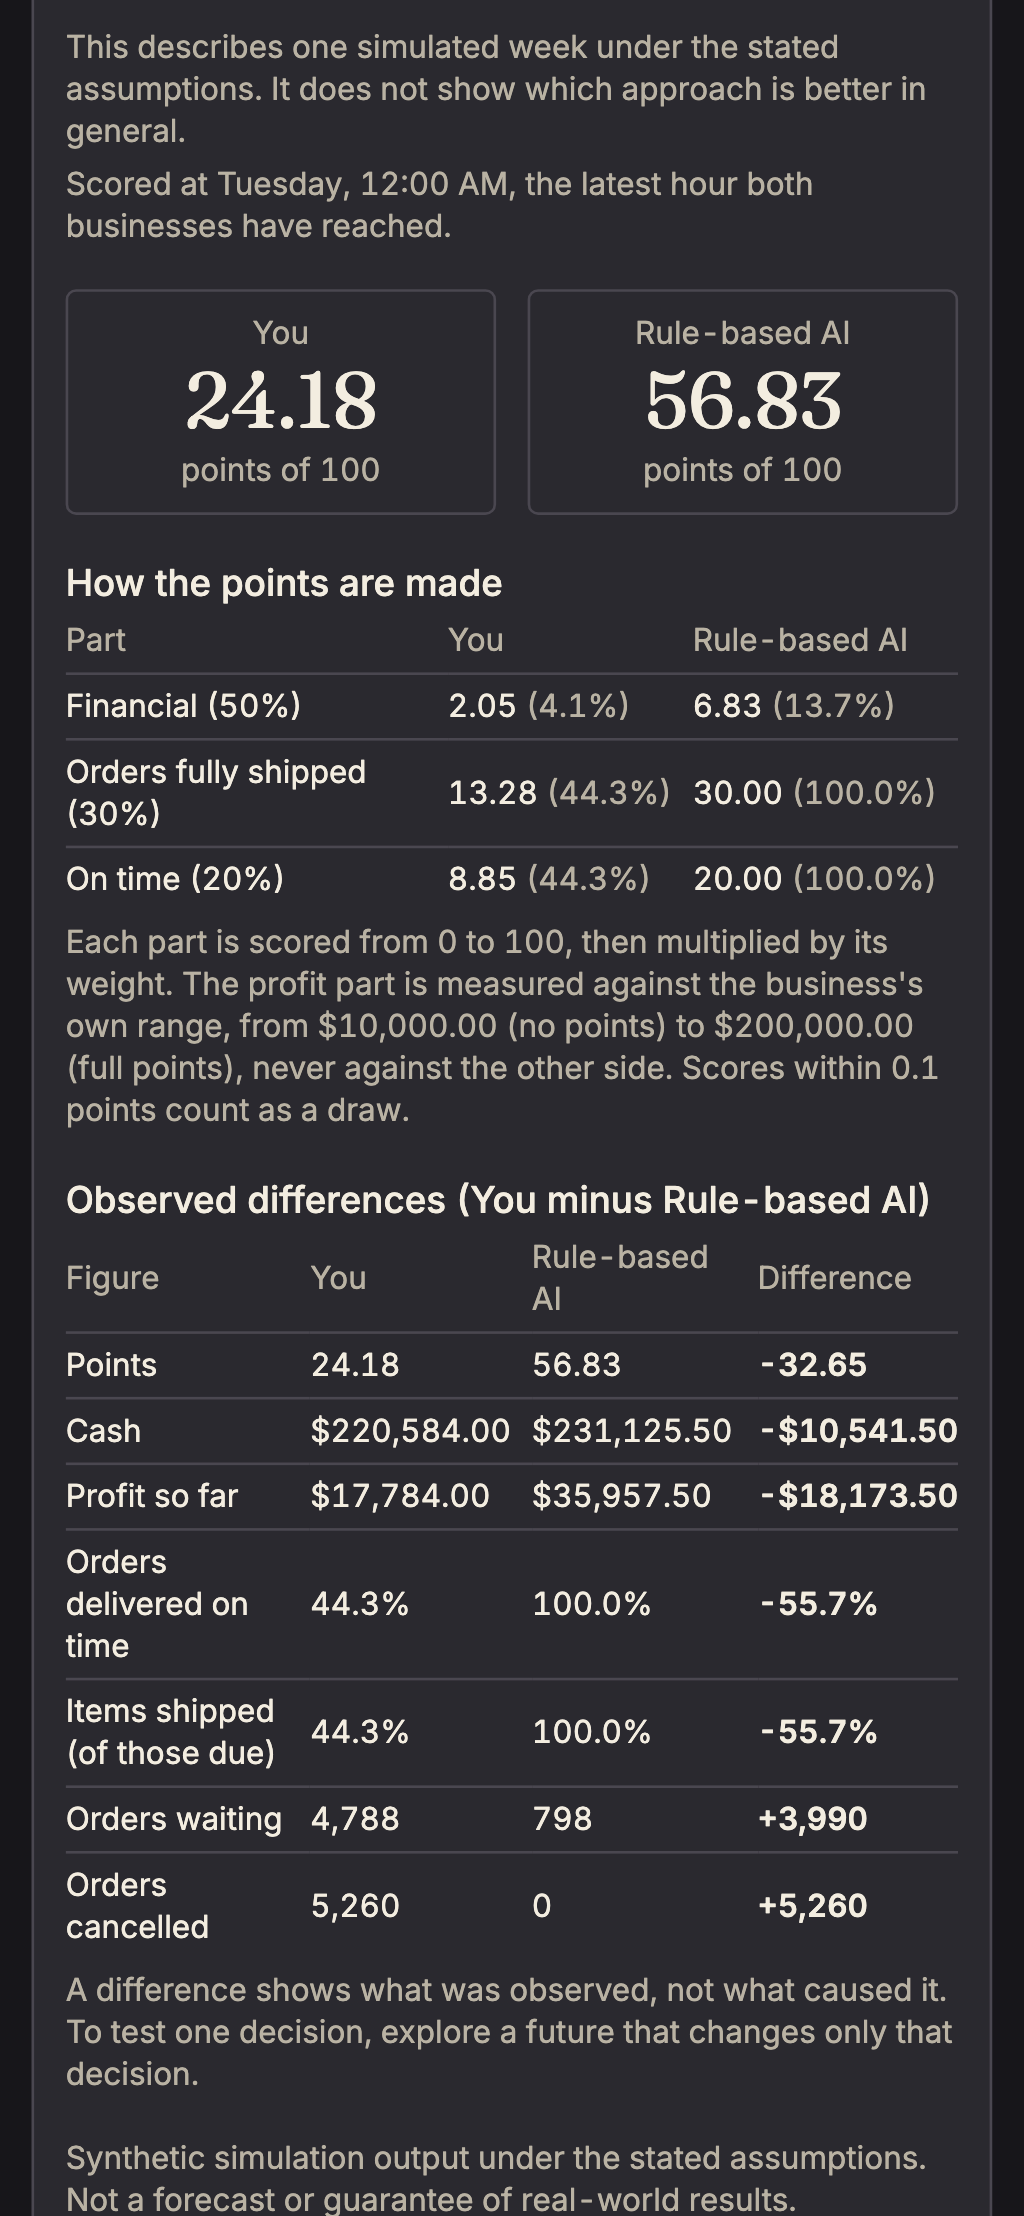 This describes one simulated week under the stated
assumptions. It does not show which approach is better in
general.
Scored at Tuesday, 12:00 AM, the latest hour both
businesses have reached.
You
24.18
points of 100
Rule-based AI
56.83
points of 100
How the points are made
Part You Rule-based AI
Financial (50%) 2.05 (4.1%) 6.83 (13.7%)
Orders fully shipped
(30%) 13.28 (44.3%) 30.00 (100.0%)
On time (20%) 8.85 (44.3%) 20.00 (100.0%)
Each part is scored from 0 to 100, then multiplied by its
weight. The profit part is measured against the business's
own range, from $10,000.00 (no points) to $200,000.00
(full points), never against the other side. Scores within 0.1
points count as a draw.
Observed differences (You minus Rule-based AI)
Figure You Rule-based
AI Difference
Points 24.18 56.83 -32.65
Cash $220,584.00 $231,125.50 -$10,541.50
Profit so far $17,784.00 $35,957.50 -$18,173.50
Orders
delivered on
time 44.3% 100.0% -55.7%
Items shipped
(of those due) 44.3% 100.0% -55.7%
Orders waiting 4,788 798 +3,990
Orders
cancelled 5,260 0 +5,260
A difference shows what was observed, not what caused it.
To test one decision, explore a future that changes only that
decision.
Synthetic simulation output under the stated assumptions.
Not a forecast or guarantee of real-world results.